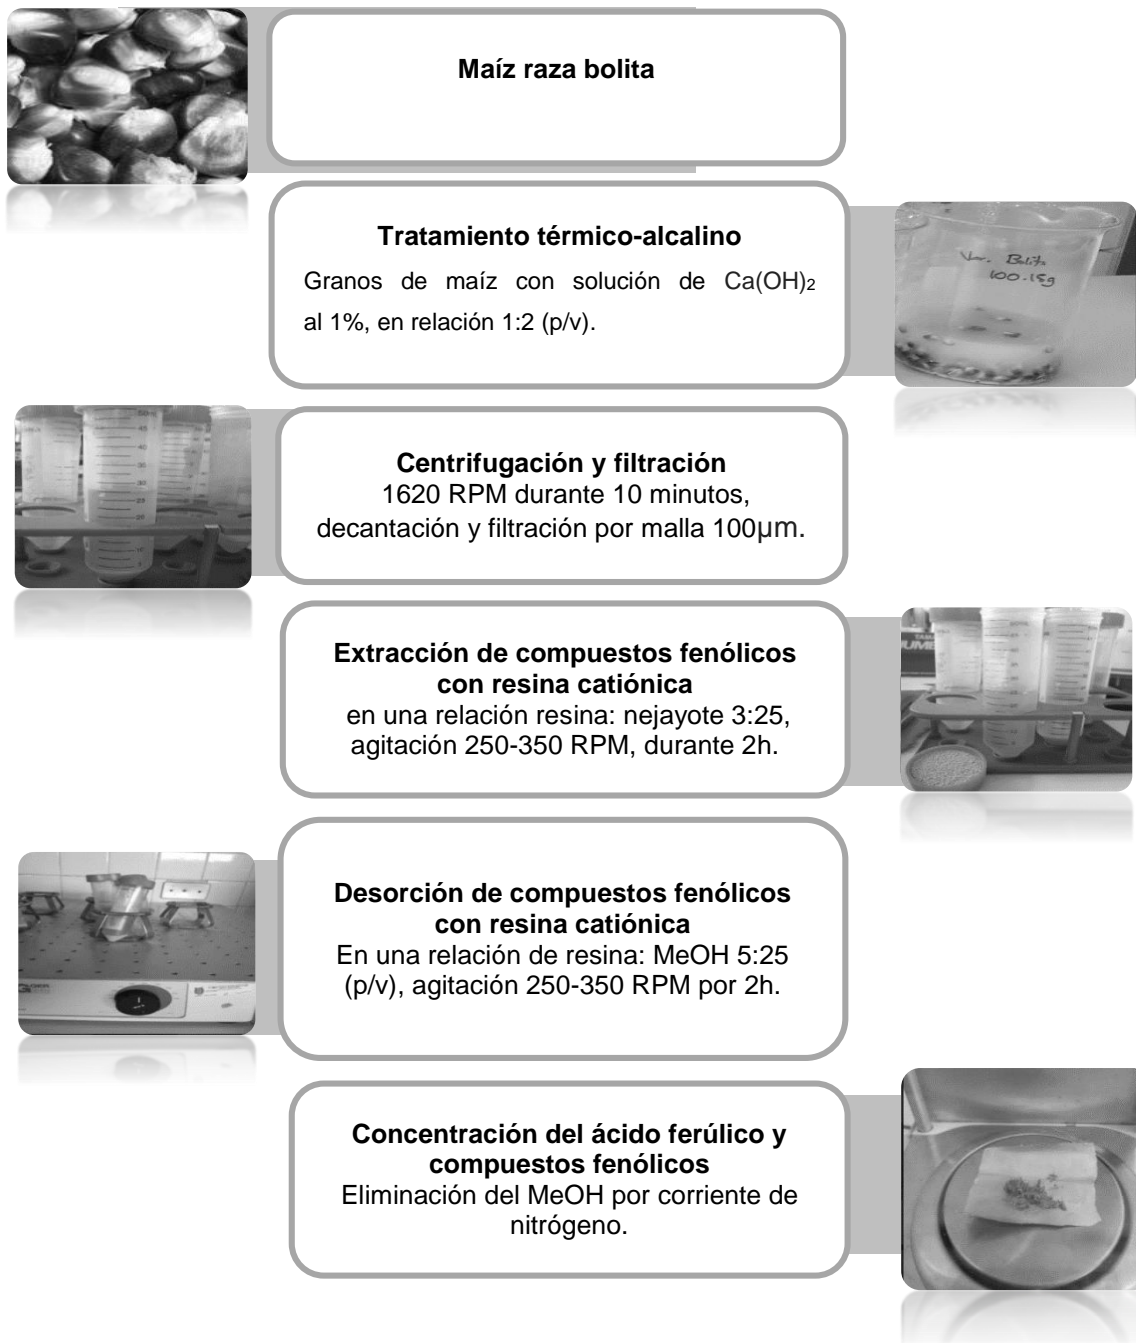 Maíz raza bolita
Tratamiento térmico-alcalino
Granos de maíz con solución de Ca(OH)₂
al 1%, en relación 1:2 (p/v).
Var. Bolita
100.15g
Centrifugación y filtración
1620 RPM durante 10 minutos,
decantación y filtración por malla 100µm.
Extracción de compuestos fenólicos
con resina catiónica
en una relación resina: nejayote 3:25,
agitación 250-350 RPM, durante 2h.
Desorción de compuestos fenólicos
con resina catiónica
En una relación de resina: MeOH 5:25
(p/v), agitación 250-350 RPM por 2h.
Concentración del ácido ferúlico y
compuestos fenólicos
Eliminación del MeOH por corriente de
nitrógeno.